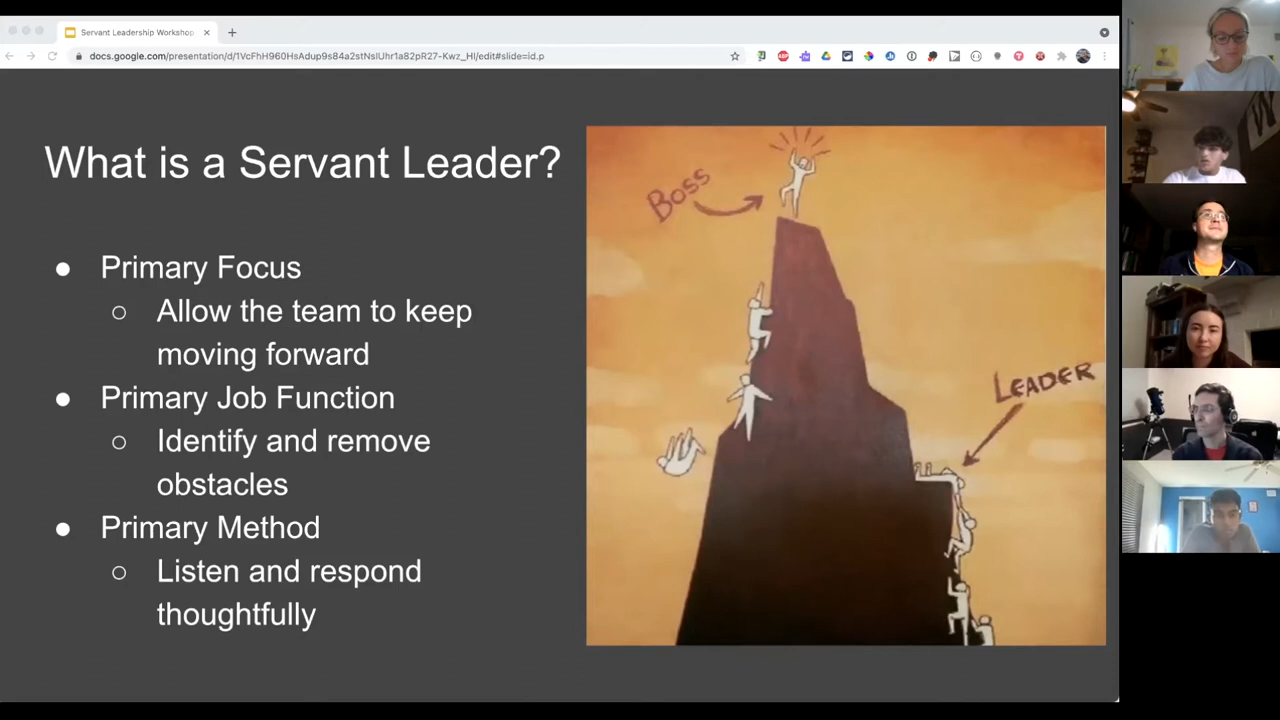 Servant Leadership Workshop
docs.google.com/presentation/d/1VcFhH960HsAdup9s84a2stNsIUhr1a82pR27-Kwz_HI/edit#slide=id.p
What is a Servant Leader?
● Primary Focus
○ Allow the team to keep
moving forward
● Primary Job Function
○ Identify and remove
obstacles
● Primary Method
○ Listen and respond
thoughtfully
BOSS
LEADER